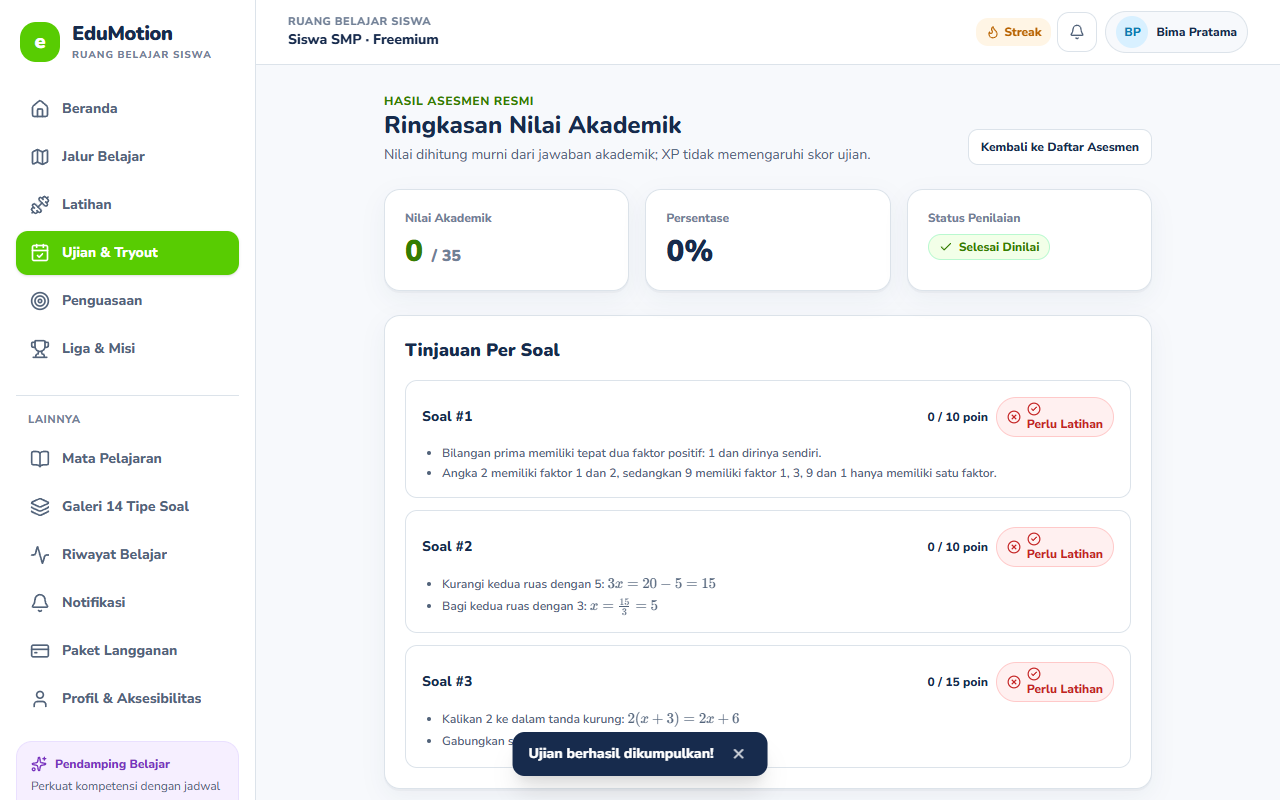 e
EduMotion
RUANG BELAJAR SISWA
Beranda
Jalur Belajar
Latihan
Ujian & Tryout
Penguasaan
Liga & Misi
LAINNYA
Mata Pelajaran
Galeri 14 Tipe Soal
Riwayat Belajar
Notifikasi
Paket Langganan
Profil & Aksesibilitas
Pendamping Belajar
Perkuat kompetensi dengan jadwal
RUANG BELAJAR SISWA
Siswa SMP · Freemium
Streak
BP
Bima Pratama
HASIL ASESMEN RESMI
Ringkasan Nilai Akademik
Nilai dihitung murni dari jawaban akademik; XP tidak memengaruhi skor ujian.
Kembali ke Daftar Asesmen
Nilai Akademik
0 / 35
Persentase
0%
Status Penilaian
Selesai Dinilai
Tinjauan Per Soal
Soal #1
0 / 10 poin
Perlu Latihan
• Bilangan prima memiliki tepat dua faktor positif: 1 dan dirinya sendiri.
• Angka 2 memiliki faktor 1 dan 2, sedangkan 9 memiliki faktor 1, 3, 9 dan 1 hanya memiliki satu faktor.
Soal #2
0 / 10 poin
Perlu Latihan
• Kurangi kedua ruas dengan 5: 3x = 20 − 5 = 15
• Bagi kedua ruas dengan 3: x = 15/3 = 5
Soal #3
0 / 15 poin
Perlu Latihan
• Kalikan 2 ke dalam tanda kurung: 2(x + 3) = 2x + 6
• Gabungkan
Ujian berhasil dikumpulkan!